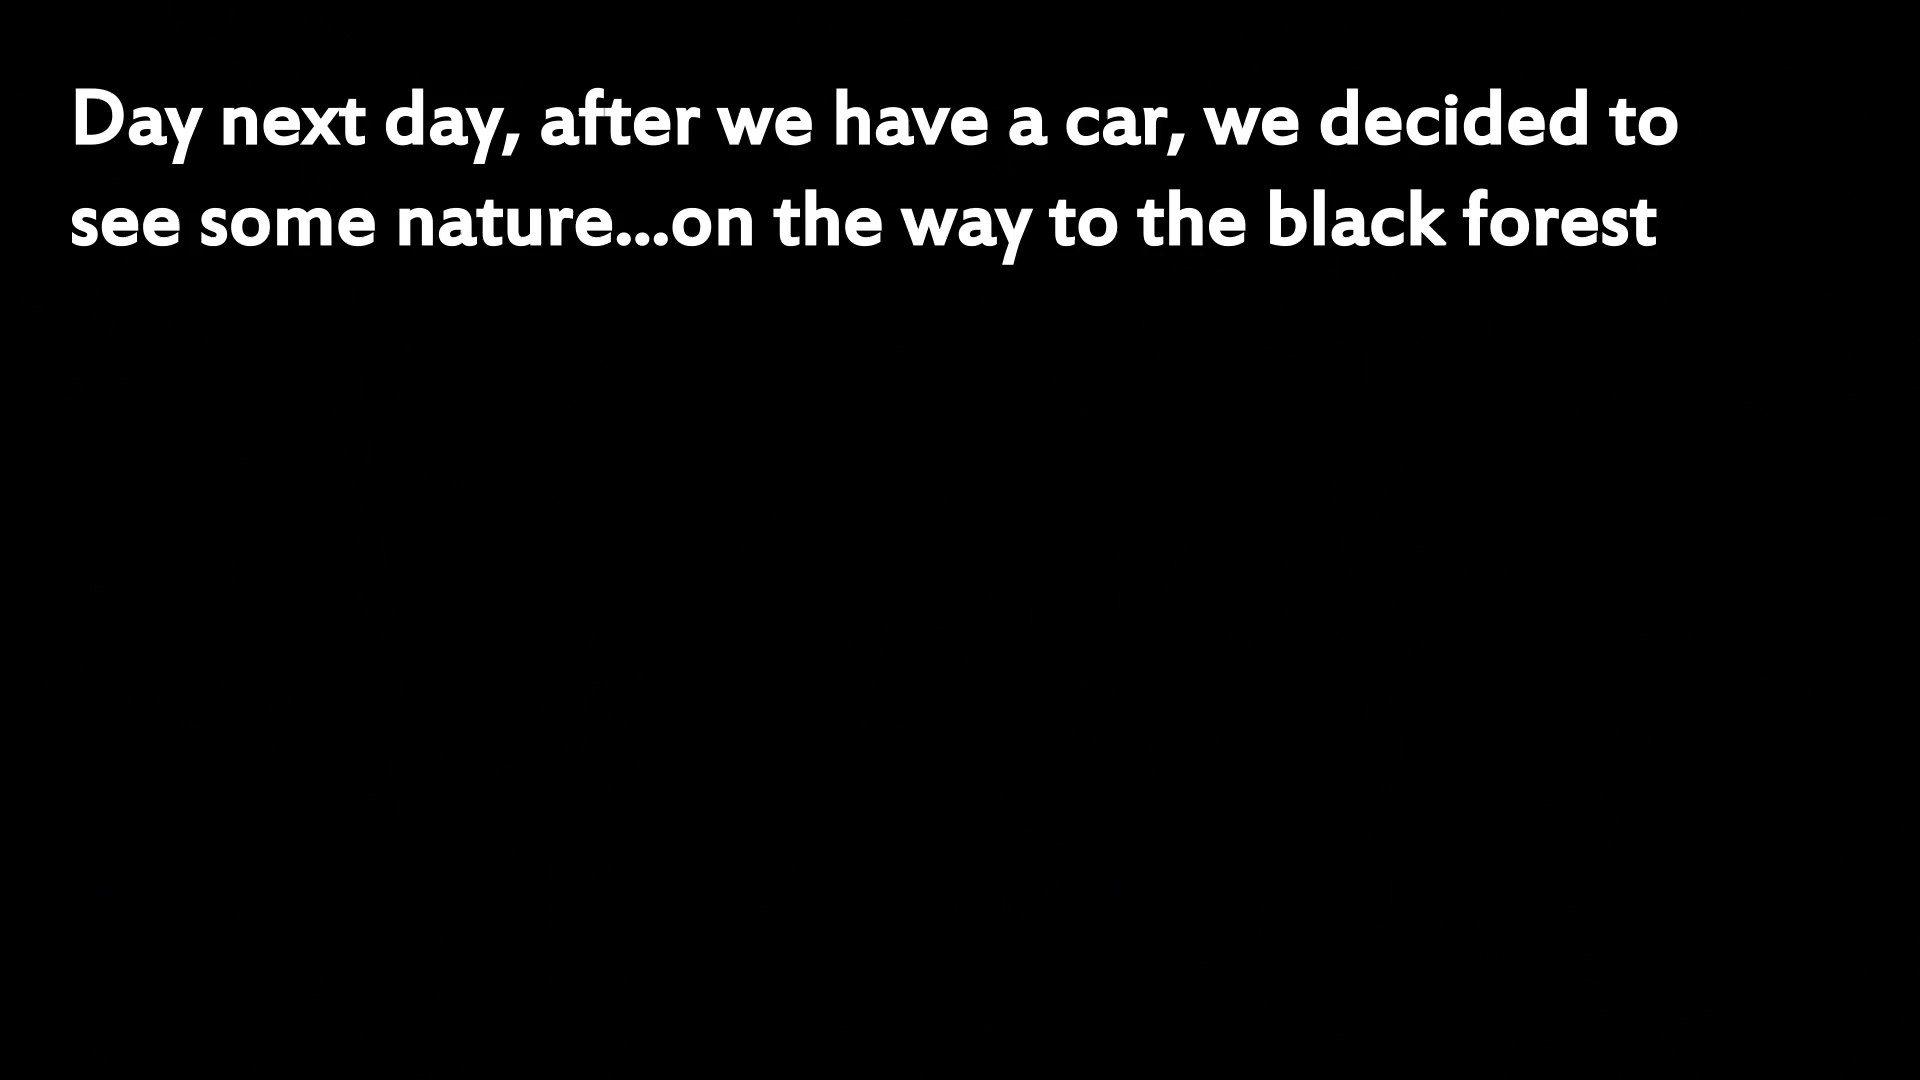 Day next day, after we have a car, we decided to
see some nature...on the way to the black forest